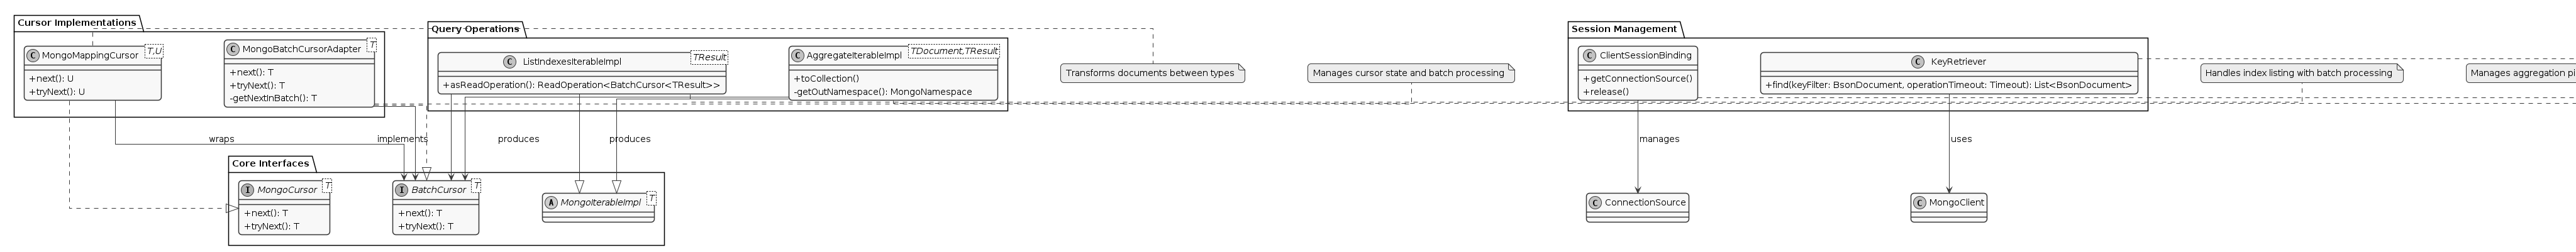 Cursor Implementations
C MongoMappingCursor T,U
+next(): U
+tryNext(): U
C MongoBatchCursorAdapter T
+next(): T
+tryNext(): T
-getNextInBatch(): T
Query Operations
C ListIndexesIterableImpl TResult
+asReadOperation(): ReadOperation<BatchCursor<TResult>>
C AggregateIterableImpl TDocument,TResult
+toCollection()
-getOutNamespace(): MongoNamespace
Transforms documents between types
Manages cursor state and batch processing
Session Management
C ClientSessionBinding
+getConnectionSource()
+release()
C KeyRetriever
+find(keyFilter: BsonDocument, operationTimeout: Timeout): List<BsonDocument>
Handles index listing with batch processing
Manages aggregation pi
wraps
implements
produces
produces
manages
uses
Core Interfaces
I MongoCursor T
+next(): T
+tryNext(): T
I BatchCursor T
+next(): T
+tryNext(): T
A MongoIterableImpl T
C ConnectionSource
C MongoClient